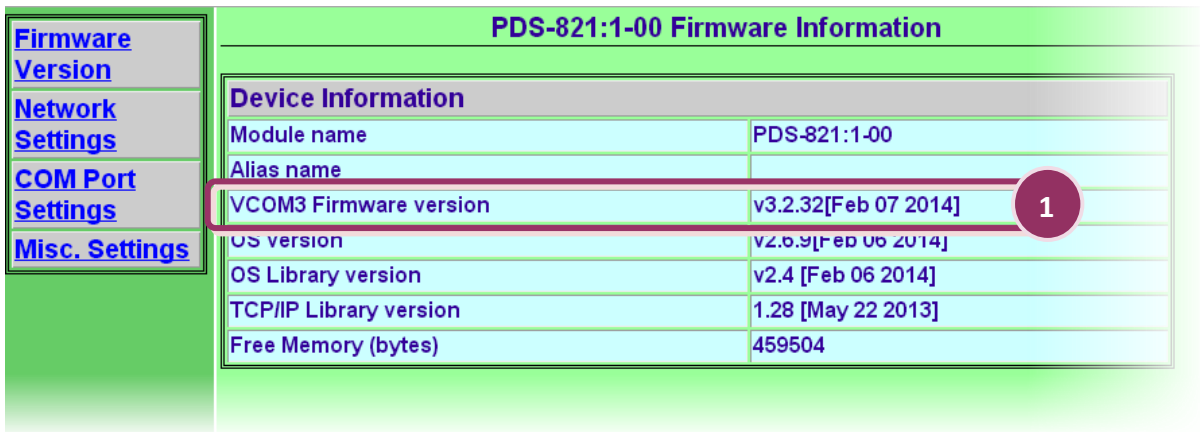 PDS-821:1-00 Firmware Information
Firmware
Version
Network
Settings
COM Port
Settings
Misc. Settings
Device Information
Module name PDS-821:1-00
Alias name
VCOM3 Firmware version v3.2.32[Feb 07 2014] 1
OS version v2.6.9[Feb 06 2014]
OS Library version v2.4 [Feb 06 2014]
TCP/IP Library version 1.28 [May 22 2013]
Free Memory (bytes) 459504